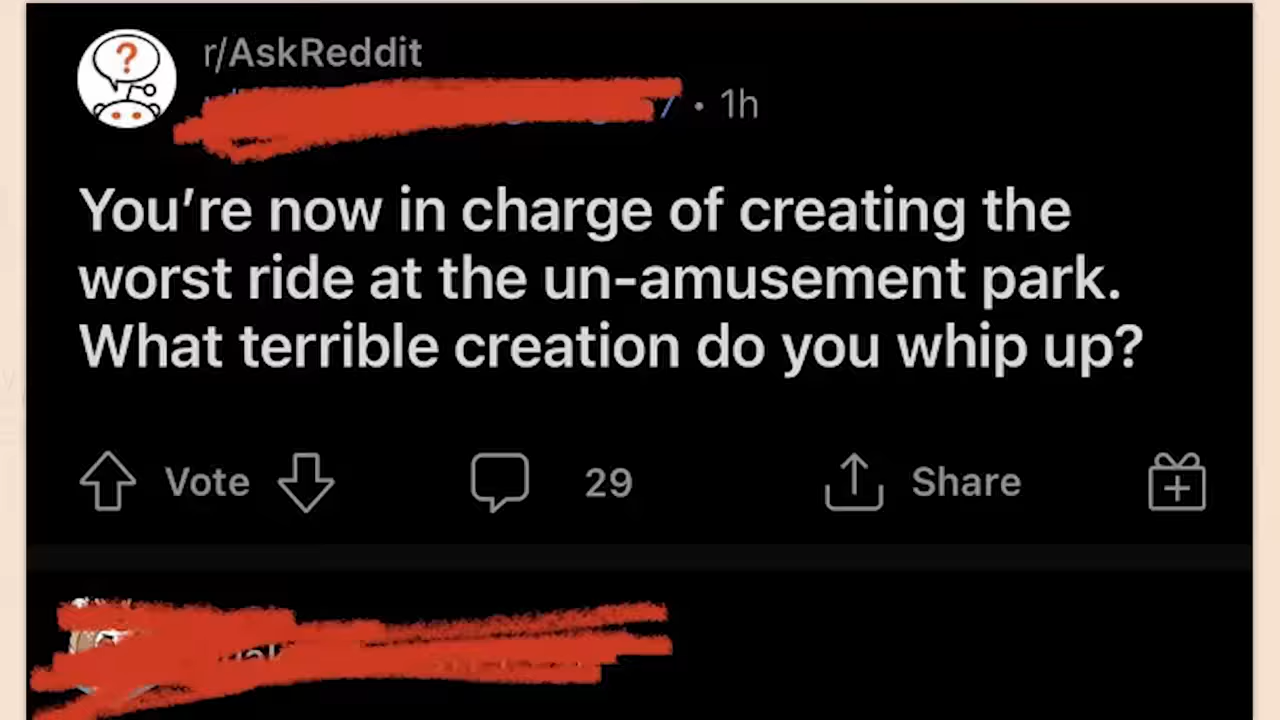 r/AskReddit
• 1h
You’re now in charge of creating the
worst ride at the un-amusement park.
What terrible creation do you whip up?
Vote 29 Share